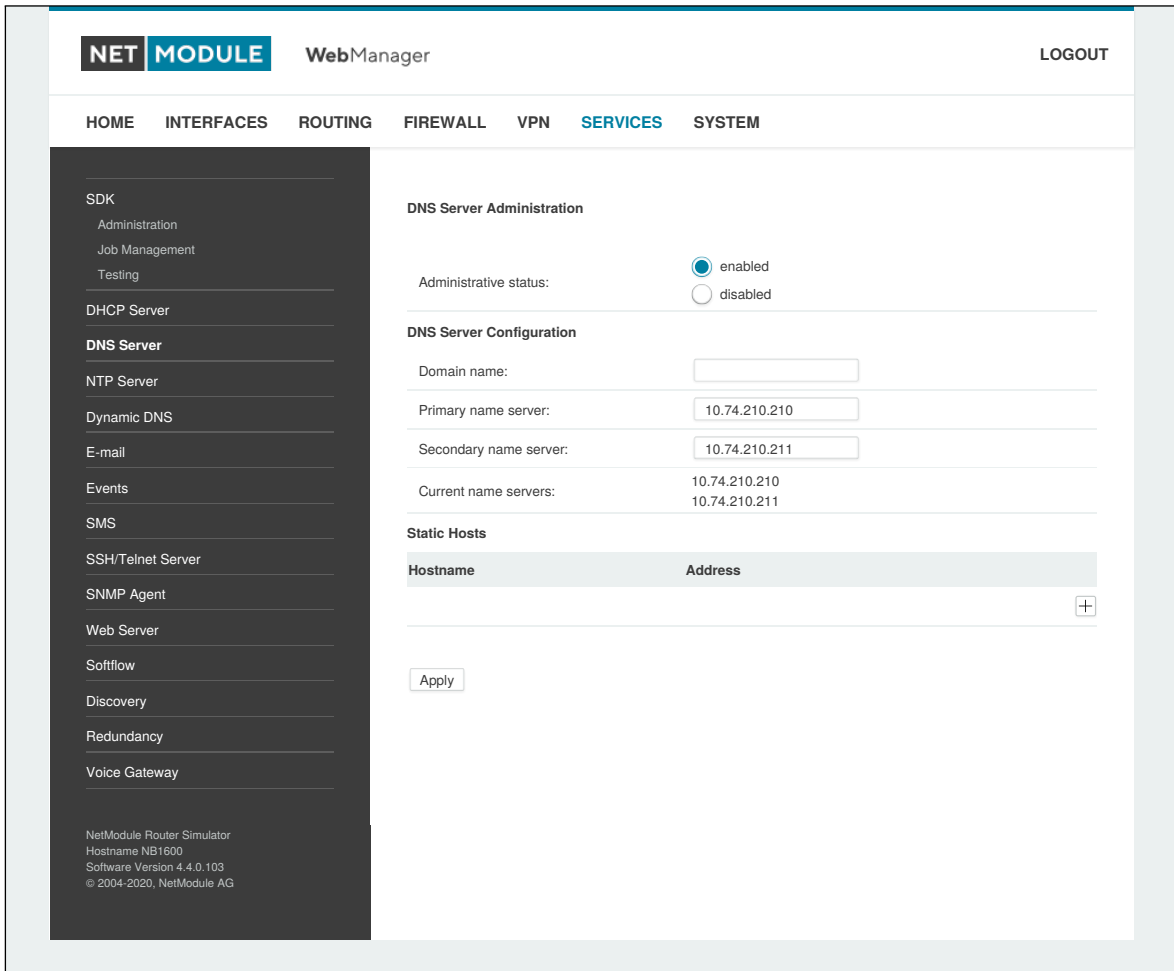 NET MODULE WebManager LOGOUT
HOME INTERFACES ROUTING FIREWALL VPN SERVICES SYSTEM
SDK
Administration
Job Management
Testing
DHCP Server
DNS Server
NTP Server
Dynamic DNS
E-mail
Events
SMS
SSH/Telnet Server
SNMP Agent
Web Server
Softflow
Discovery
Redundancy
Voice Gateway
NetModule Router Simulator
Hostname NB1600
Software Version 4.4.0.103
© 2004-2020, NetModule AG
DNS Server Administration
Administrative status:
enabled
disabled
DNS Server Configuration
Domain name:
Primary name server: 10.74.210.210
Secondary name server: 10.74.210.211
Current name servers:
10.74.210.210
10.74.210.211
Static Hosts
Hostname Address
Apply